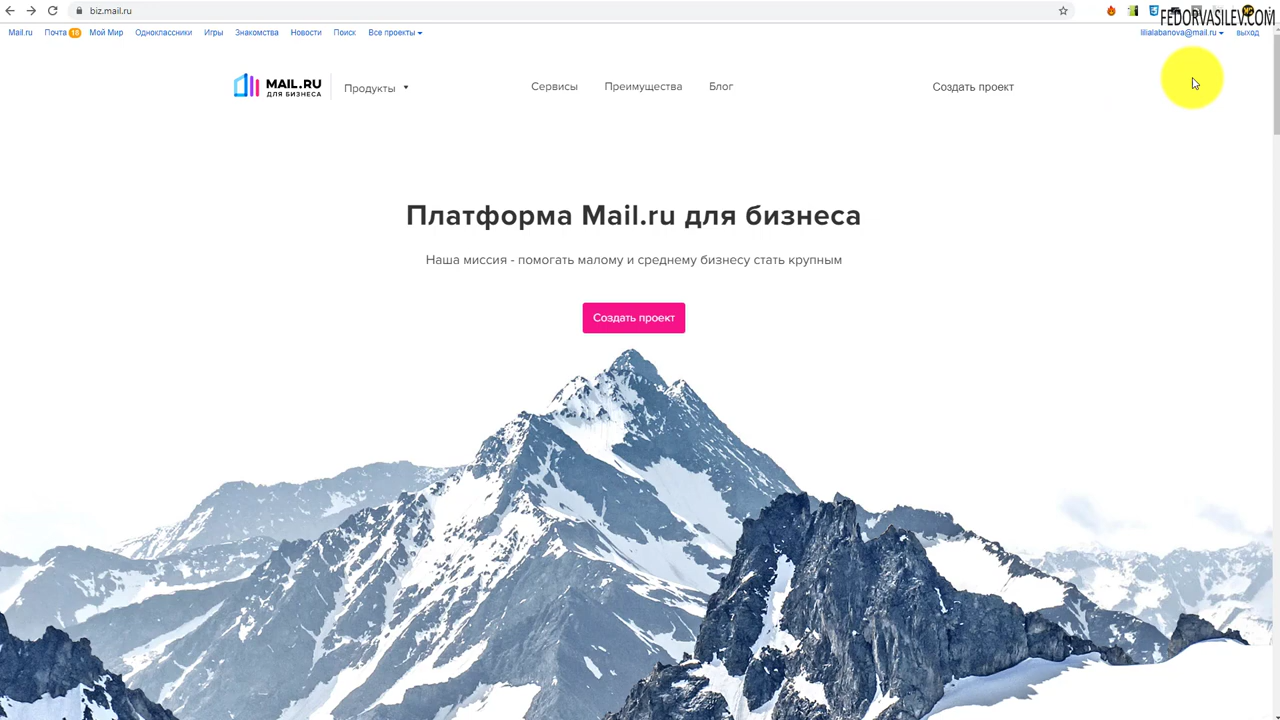 biz.mail.ru
FEDORVASILEV.COM
Mail.ru Почта 18 Мой Мир Одноклассники Игры Знакомства Новости Поиск Все проекты
lilialabanova@mail.ru выход
MAIL.RU
ДЛЯ БИЗНЕСА
Продукты Сервисы Преимущества Блог Создать проект
Платформа Mail.ru для бизнеса
Наша миссия - помогать малому и среднему бизнесу стать крупным
Создать проект